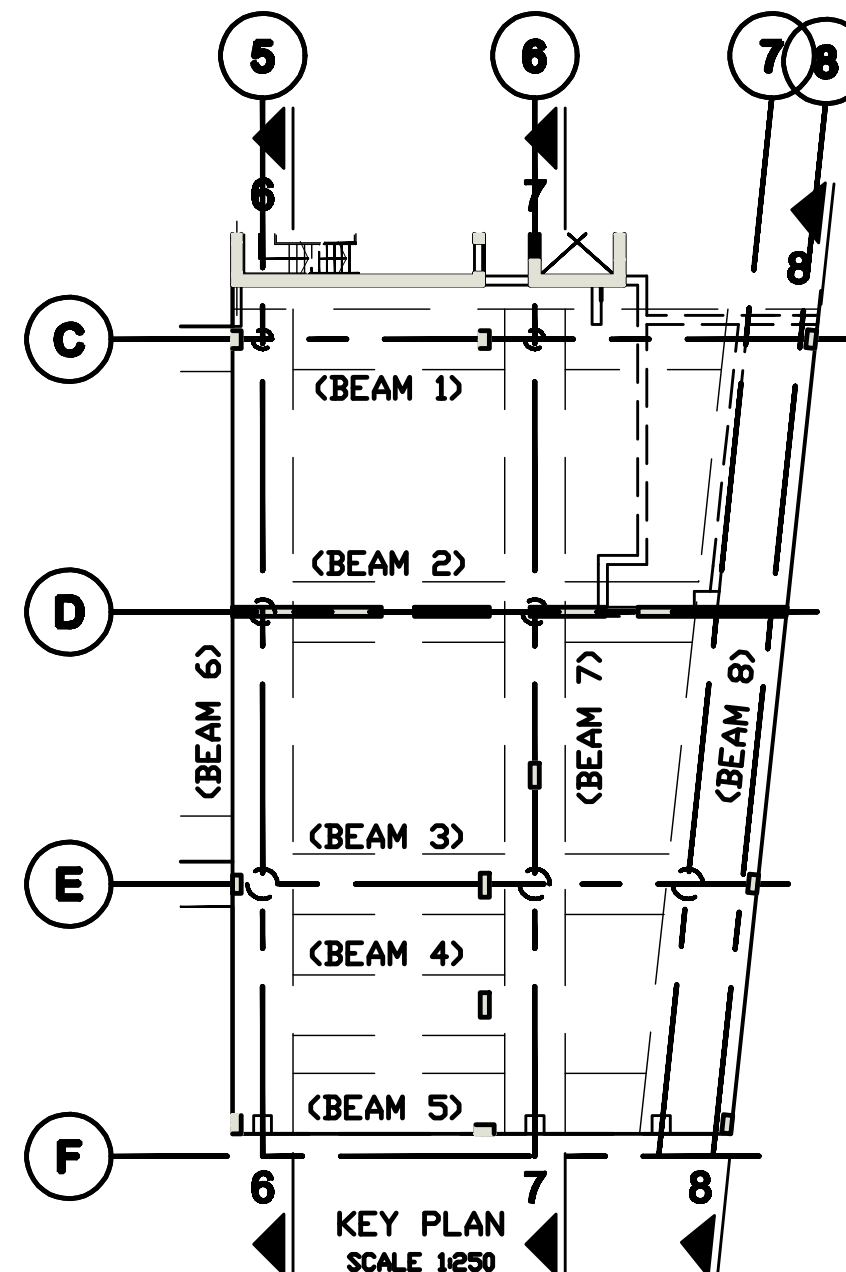 5 6 7 8
6 7
8
C
(BEAM 1)
(BEAM 2)
D
(BEAM 6) (BEAM 7) (BEAM 8)
(BEAM 3)
E
(BEAM 4)
(BEAM 5)
F
6 7 8
KEY PLAN
SCALE 1:250